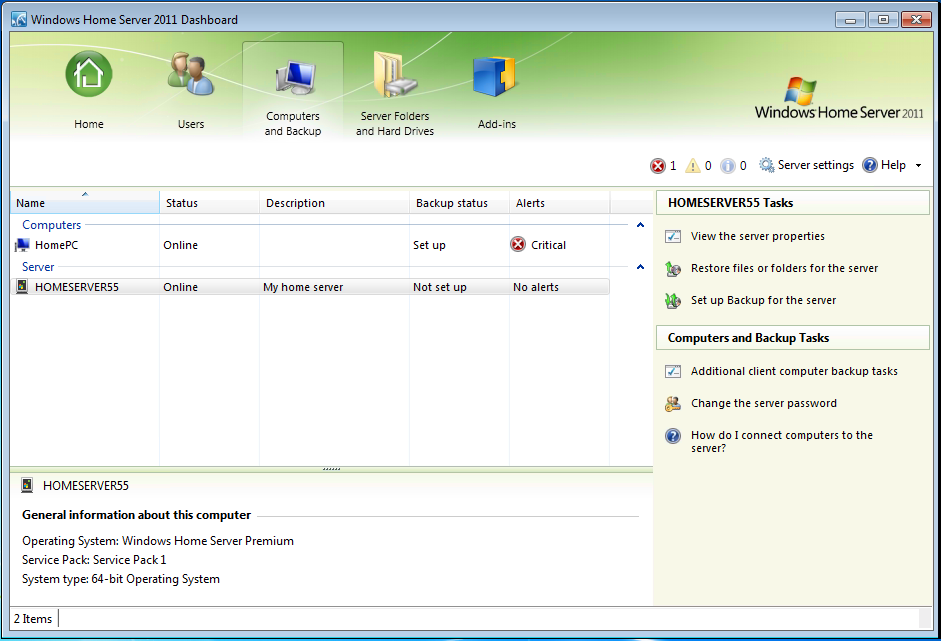 Windows Home Server 2011 Dashboard
Home
Users
Computers
and Backup
Server Folders
and Hard Drives
Add-ins
Windows Home Server 2011
1 0 0 Server settings Help
Name Status Description Backup status Alerts
Computers
HomePC Online Set up Critical
Server
HOMESERVER55 Online My home server Not set up No alerts
HOMESERVER55 Tasks
View the server properties
Restore files or folders for the server
Set up Backup for the server
Computers and Backup Tasks
Additional client computer backup tasks
Change the server password
How do I connect computers to the
server?
HOMESERVER55
General information about this computer
Operating System: Windows Home Server Premium
Service Pack: Service Pack 1
System type: 64-bit Operating System
2 Items